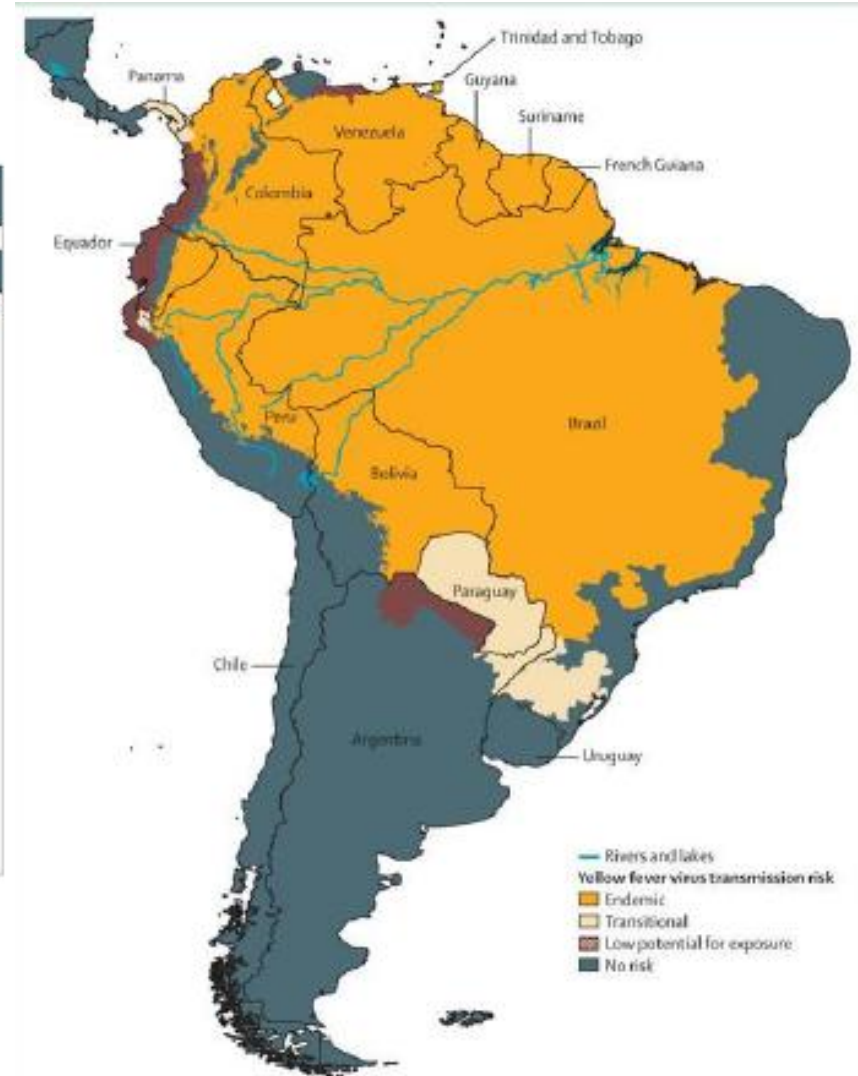 Trinidad and Tobago
Panama
Guyana
Suriname
Venezuela
French Guiana
Colombia
Equador
Peru
Brazil
Bolivia
Paraguay
Chile
Argentina
Uruguay
Rivers and lakes
Yellow fever virus transmission risk
Endemic
Transitional
Low potential for exposure
No risk